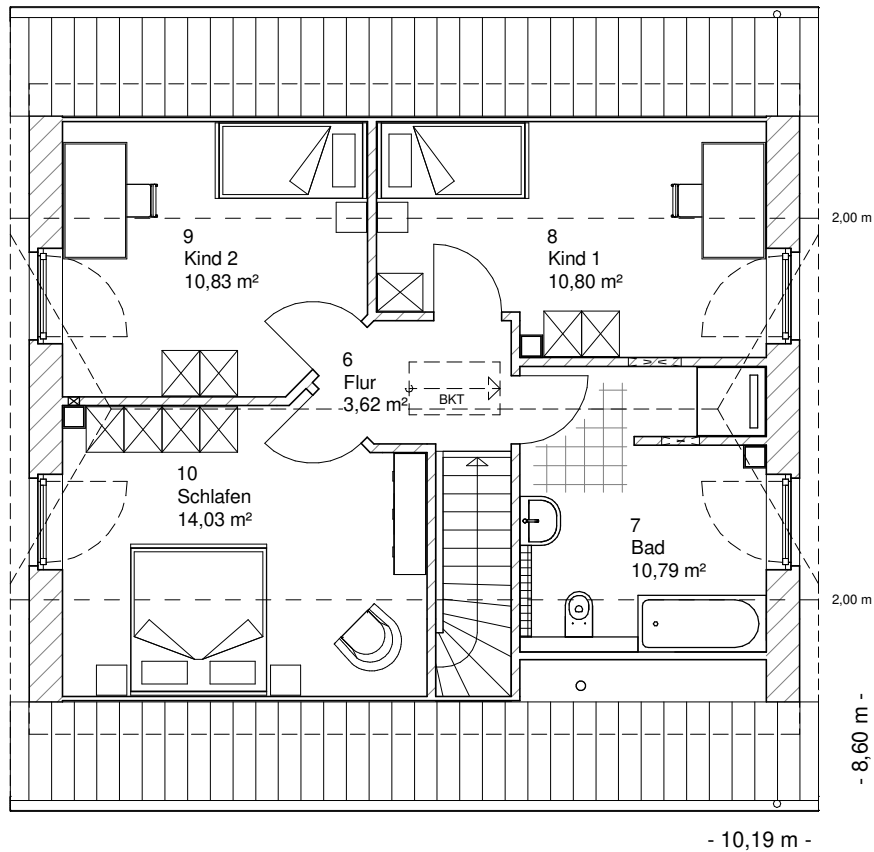 2,00 m
9
Kind 2
10,83 m²
8
Kind 1
10,80 m²
6
Flur
3,62 m²
BKT
10
Schlafen
14,03 m²
7
Bad
10,79 m²
2,00 m
- 8,60 m -
- 10,19 m -